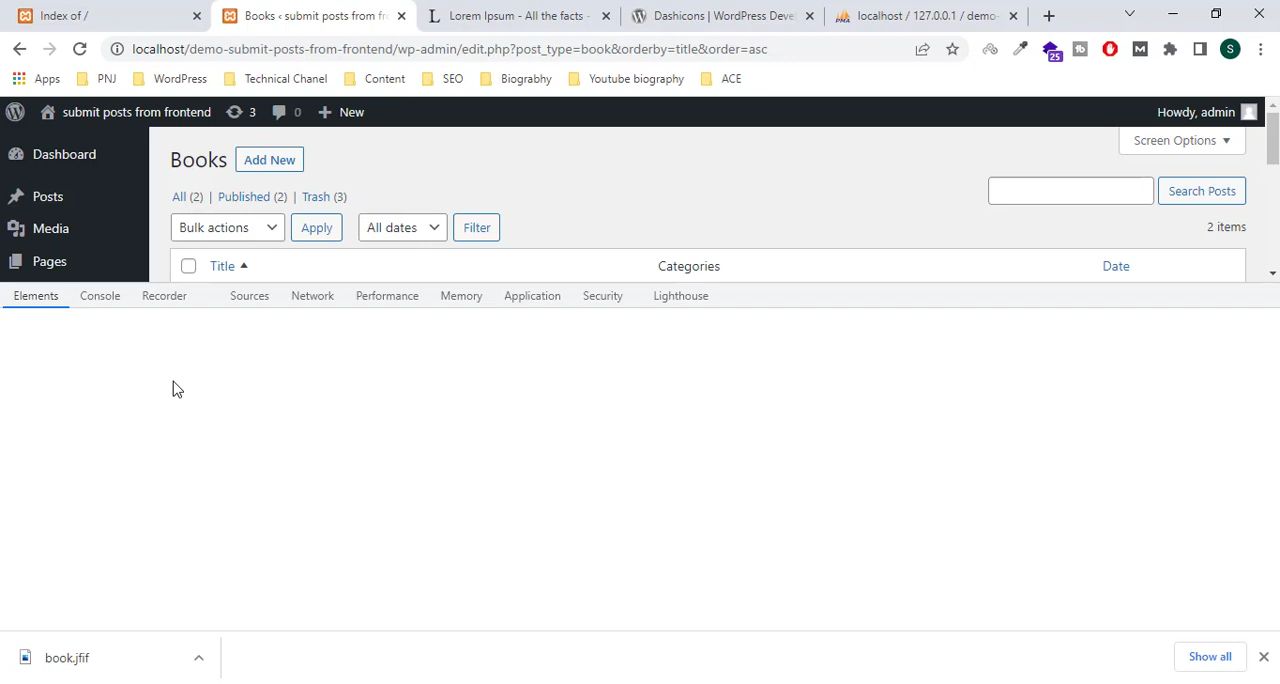 Index of /
Books ‹ submit posts from fr
Lorem Ipsum - All the facts -
Dashicons | WordPress Deve
localhost / 127.0.0.1 / demo-
localhost/demo-submit-posts-from-frontend/wp-admin/edit.php?post_type=book&orderby=title&order=asc
25
M
S
Apps
PNJ
WordPress
Technical Chanel
Content
SEO
Biograbhy
Youtube biography
ACE
submit posts from frontend
3
0
New
Howdy, admin
Dashboard
Books
Add New
Screen Options
Posts
All (2) | Published (2) | Trash (3)
Search Posts
Media
Bulk actions
Apply
All dates
Filter
2 items
Pages
Title
Categories
Date
Elements
Console
Recorder
Sources
Network
Performance
Memory
Application
Security
Lighthouse
book.jfif
Show all